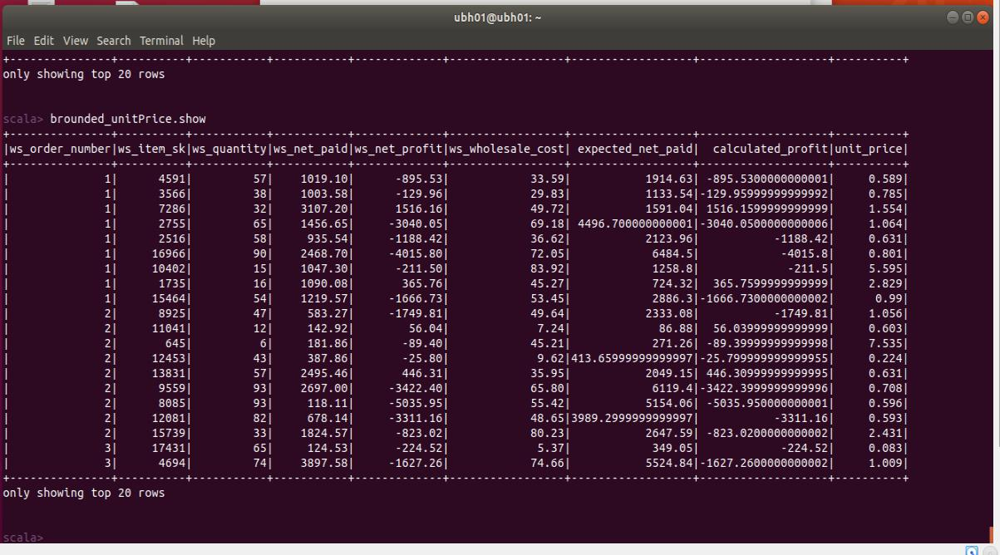 ubh01@ubh01: ~
File Edit View Search Terminal Help
+---------------+----------+-----------+-----------+-------------+-----------------+------------------+-------------------+----------+
only showing top 20 rows
scala> brounded_unitPrice.show
+---------------+----------+-----------+-----------+-------------+-----------------+------------------+-------------------+----------+
|ws_order_number|ws_item_sk|ws_quantity|ws_net_paid|ws_net_profit|ws_wholesale_cost| expected_net_paid|  calculated_profit|unit_price|
+---------------+----------+-----------+-----------+-------------+-----------------+------------------+-------------------+----------+
|              1|      4591|         57|    1019.10|      -895.53|            33.59|           1914.63| -895.5300000000001|     0.589|
|              1|      3566|         38|    1003.58|      -129.96|            29.83|           1133.54|-129.95999999999992|     0.785|
|              1|      7286|         32|    3107.20|      1516.16|            49.72|           1591.04| 1516.1599999999999|     1.554|
|              1|      2755|         65|    1456.65|     -3040.05|            69.18| 4496.700000000001|-3040.0500000000006|     1.064|
|              1|      2516|         58|     935.54|     -1188.42|            36.62|           2123.96|           -1188.42|     0.631|
|              1|     16966|         90|    2468.70|     -4015.80|            72.05|            6484.5|            -4015.8|     0.801|
|              1|     10402|         15|    1047.30|      -211.50|            83.92|            1258.8|             -211.5|     5.595|
|              1|      1735|         16|    1090.08|       365.76|            45.27|            724.32|  365.7599999999999|     2.829|
|              1|     15464|         54|    1219.57|     -1666.73|            53.45|            2886.3|-1666.7300000000002|      0.99|
|              2|      8925|         47|     583.27|     -1749.81|            49.64|           2333.08|           -1749.81|     1.056|
|              2|     11041|         12|     142.92|        56.04|             7.24|             86.88|  56.03999999999999|     0.603|
|              2|       645|          6|     181.86|       -89.40|            45.21|            271.26| -89.39999999999998|     7.535|
|              2|     12453|         43|     387.86|       -25.80|             9.62|413.65999999999997|-25.799999999999955|     0.224|
|              2|     13831|         57|    2495.46|       446.31|            35.95|           2049.15| 446.30999999999995|     0.631|
|              2|      9559|         93|    2697.00|     -3422.40|            65.80|            6119.4|-3422.3999999999996|     0.708|
|              2|      8085|         93|     118.11|     -5035.95|            55.42|           5154.06| -5035.950000000001|     0.596|
|              2|     12081|         82|     678.14|     -3311.16|            48.65|3989.2999999999997|           -3311.16|     0.593|
|              2|     15739|         33|    1824.57|      -823.02|            80.23|           2647.59| -823.0200000000002|     2.431|
|              3|     17431|         65|     124.53|      -224.52|             5.37|            349.05|            -224.52|     0.083|
|              3|      4694|         74|    3897.58|     -1627.26|            74.66|           5524.84|-1627.2600000000002|     1.009|
+---------------+----------+-----------+-----------+-------------+-----------------+------------------+-------------------+----------+
only showing top 20 rows
scala>